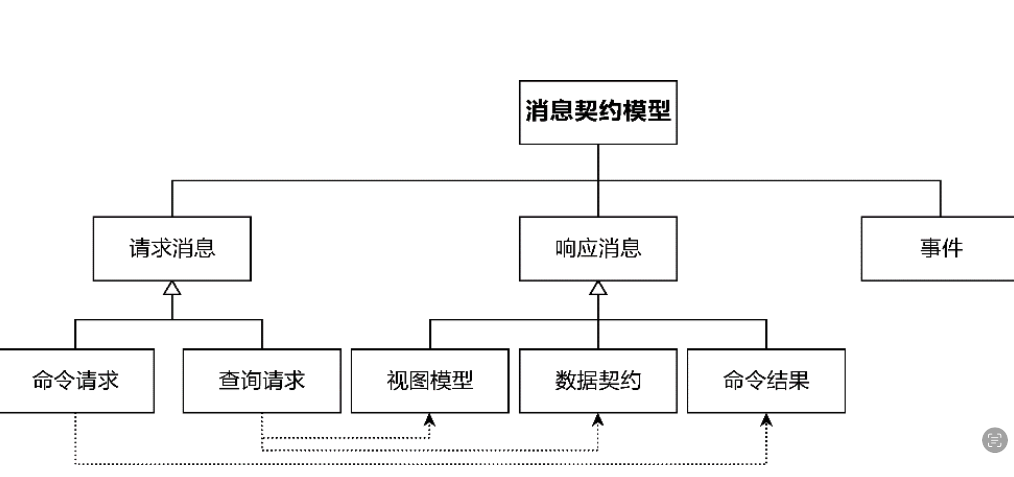 消息契约模型
请求消息
响应消息
事件
命令请求
查询请求
视图模型
数据契约
命令结果